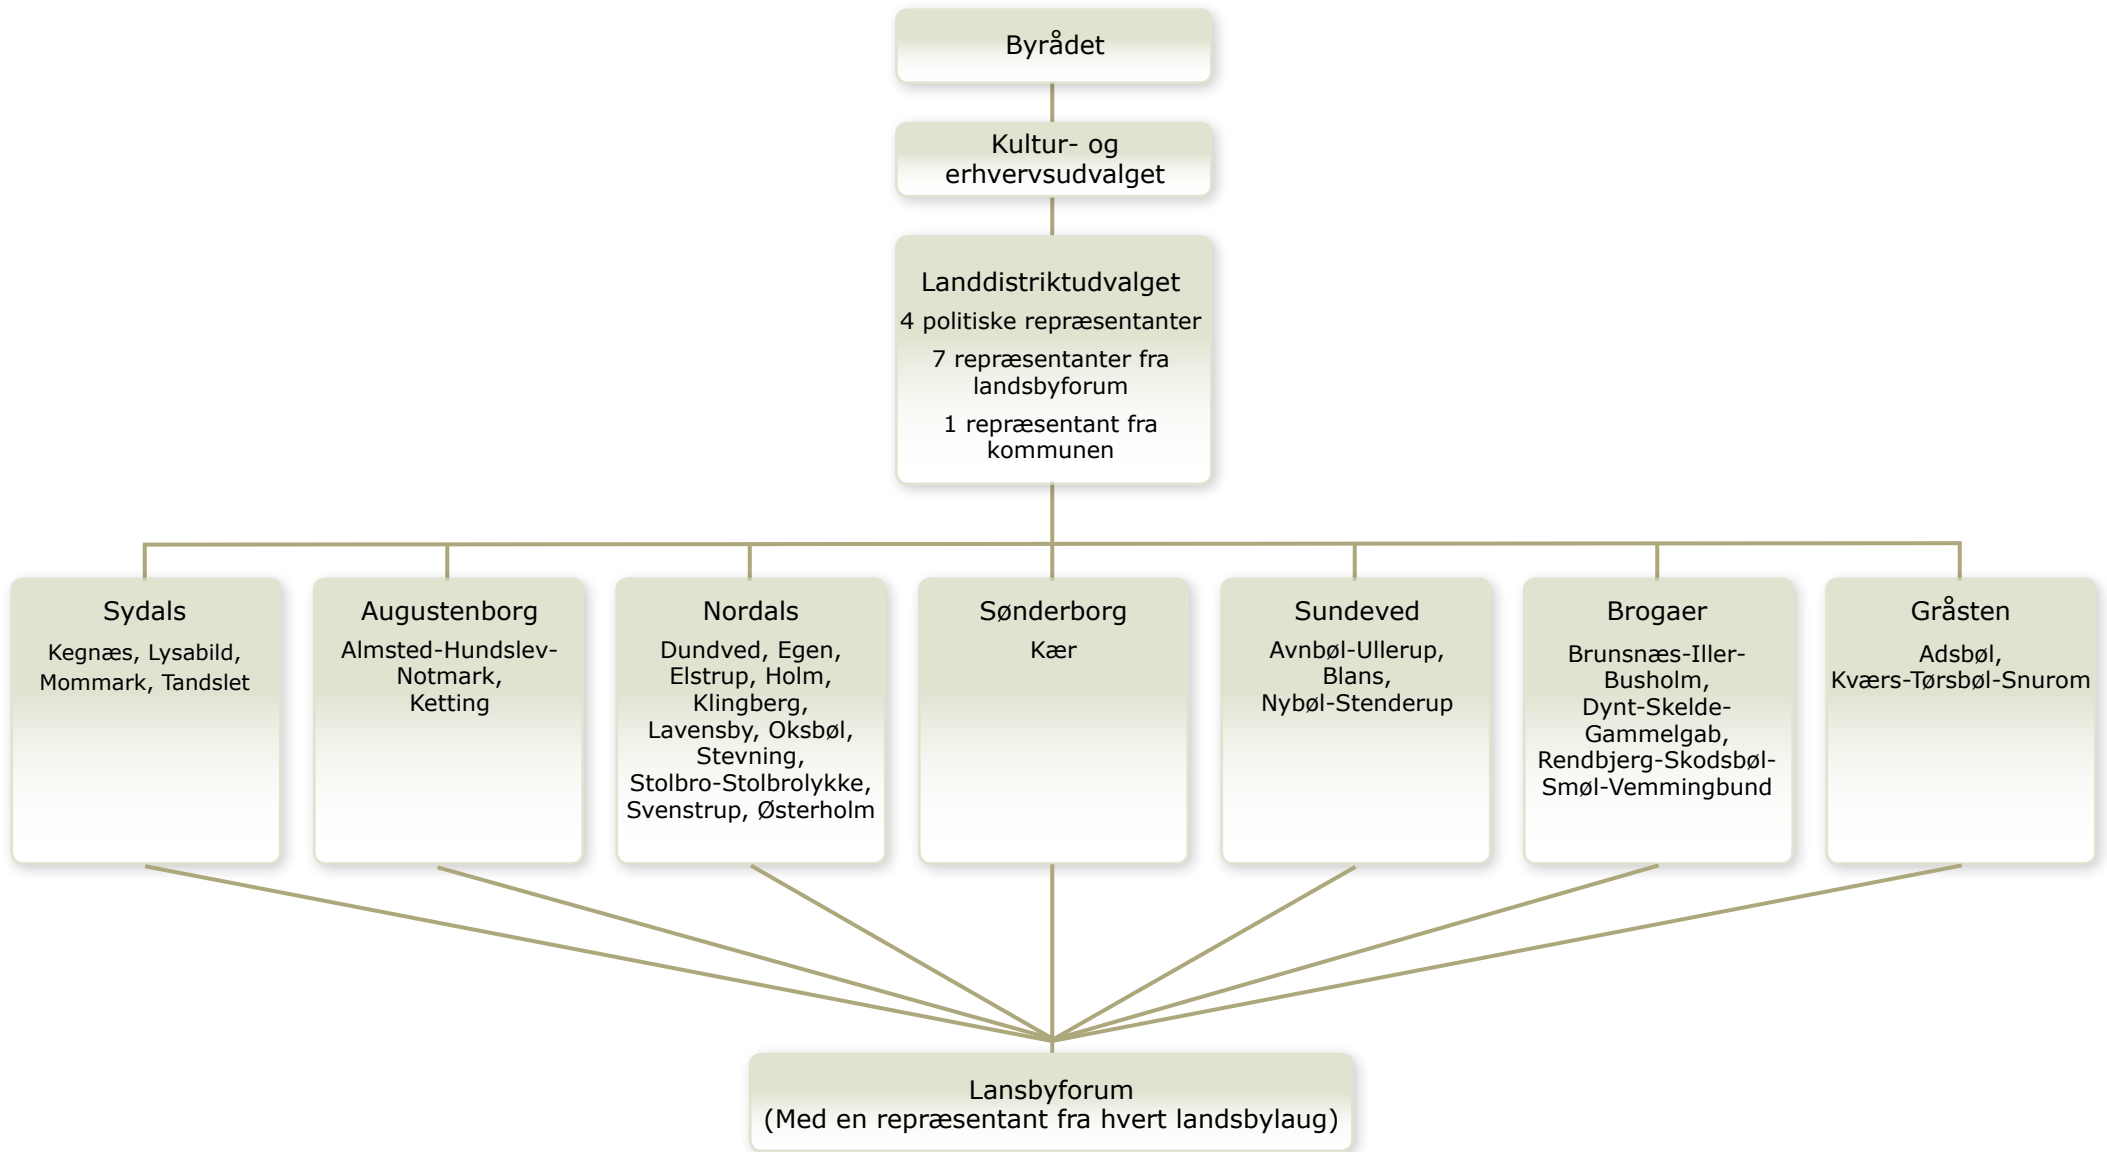 Byrådet
Kultur- og
erhvervsudvalget
Landdistriktudvalget
4 politiske repræsentanter
7 repræsentanter fra
landsbyforum
1 repræsentant fra
kommunen
Sydals
Kegnæs, Lysabild,
Mommark, Tandslet
Augustenborg
Almsted-Hundslev-
Notmark,
Ketting
Nordals
Dundved, Egen,
Elstrup, Holm,
Klingberg,
Lavensby, Oksbøl,
Stevning,
Stolbro-Stolbrolykke,
Svenstrup, Østerholm
Sønderborg
Kær
Sundeved
Avnbøl-Ullerup,
Blans,
Nybøl-Stenderup
Brogaer
Brunsnæs-Iller-
Busholm,
Dynt-Skelde-
Gammelgab,
Rendbjerg-Skodsbøl-
Smøl-Vemmingbund
Gråsten
Adsbøl,
Kværs-Tørsbøl-Snurom
Lansbyforum
(Med en repræsentant fra hvert landsbylaug)